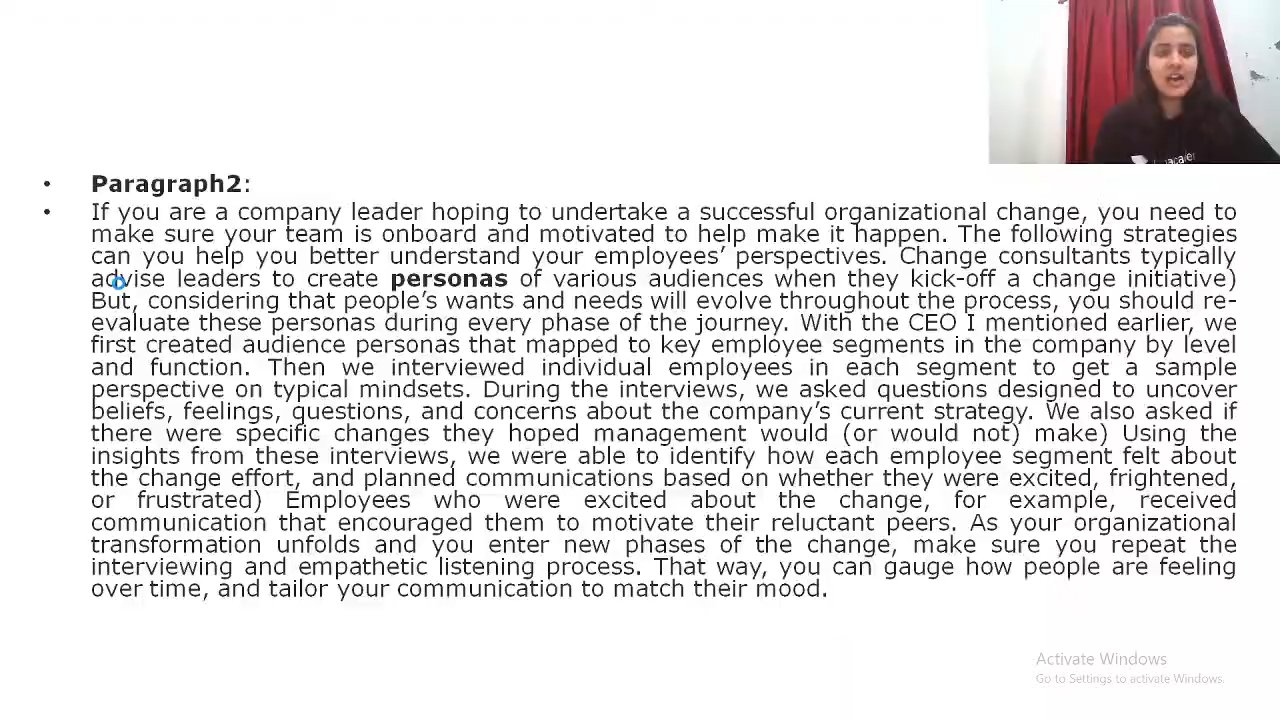 Paragraph2:
If you are a company leader hoping to undertake a successful organizational change, you need to
make sure your team is onboard and motivated to help make it happen. The following strategies
can you help you better understand your employees’ perspectives. Change consultants typically
advise leaders to create personas of various audiences when they kick-off a change initiative)
But, considering that people’s wants and needs will evolve throughout the process, you should re-
evaluate these personas during every phase of the journey. With the CEO I mentioned earlier, we
first created audience personas that mapped to key employee segments in the company by level
and function. Then we interviewed individual employees in each segment to get a sample
perspective on typical mindsets. During the interviews, we asked questions designed to uncover
beliefs, feelings, questions, and concerns about the company’s current strategy. We also asked if
there were specific changes they hoped management would (or would not) make) Using the
insights from these interviews, we were able to identify how each employee segment felt about
the change effort, and planned communications based on whether they were excited, frightened,
or frustrated) Employees who were excited about the change, for example, received
communication that encouraged them to motivate their reluctant peers. As your organizational
transformation unfolds and you enter new phases of the change, make sure you repeat the
interviewing and empathetic listening process. That way, you can gauge how people are feeling
over time, and tailor your communication to match their mood.
Activate Windows
Go to Settings to activate Windows.